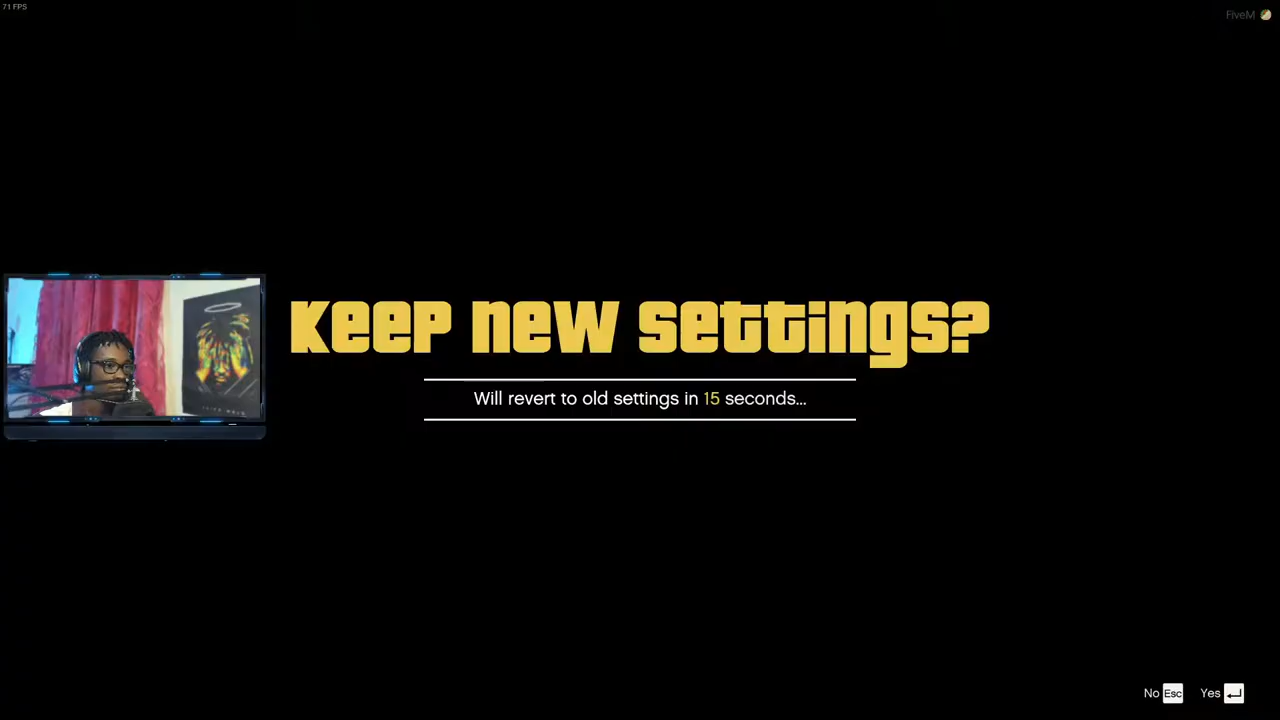 71 FPS
FiveM
Keep new settings?
Will revert to old settings in 15 seconds...
No Esc Yes